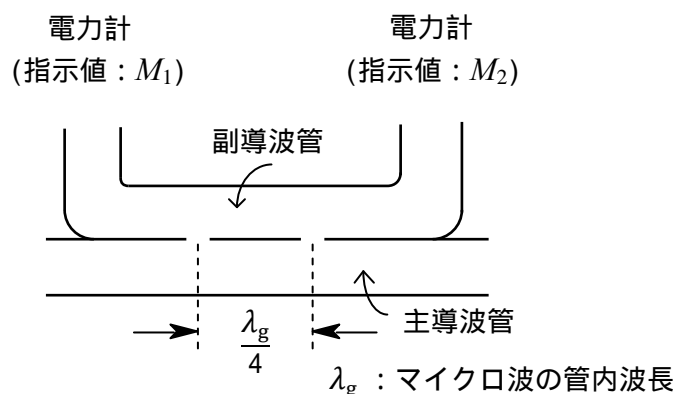 電力計
(指示値：M₁)
電力計
(指示値：M₂)
副導波管
主導波管
λg
4
λg ：マイクロ波の管内波長